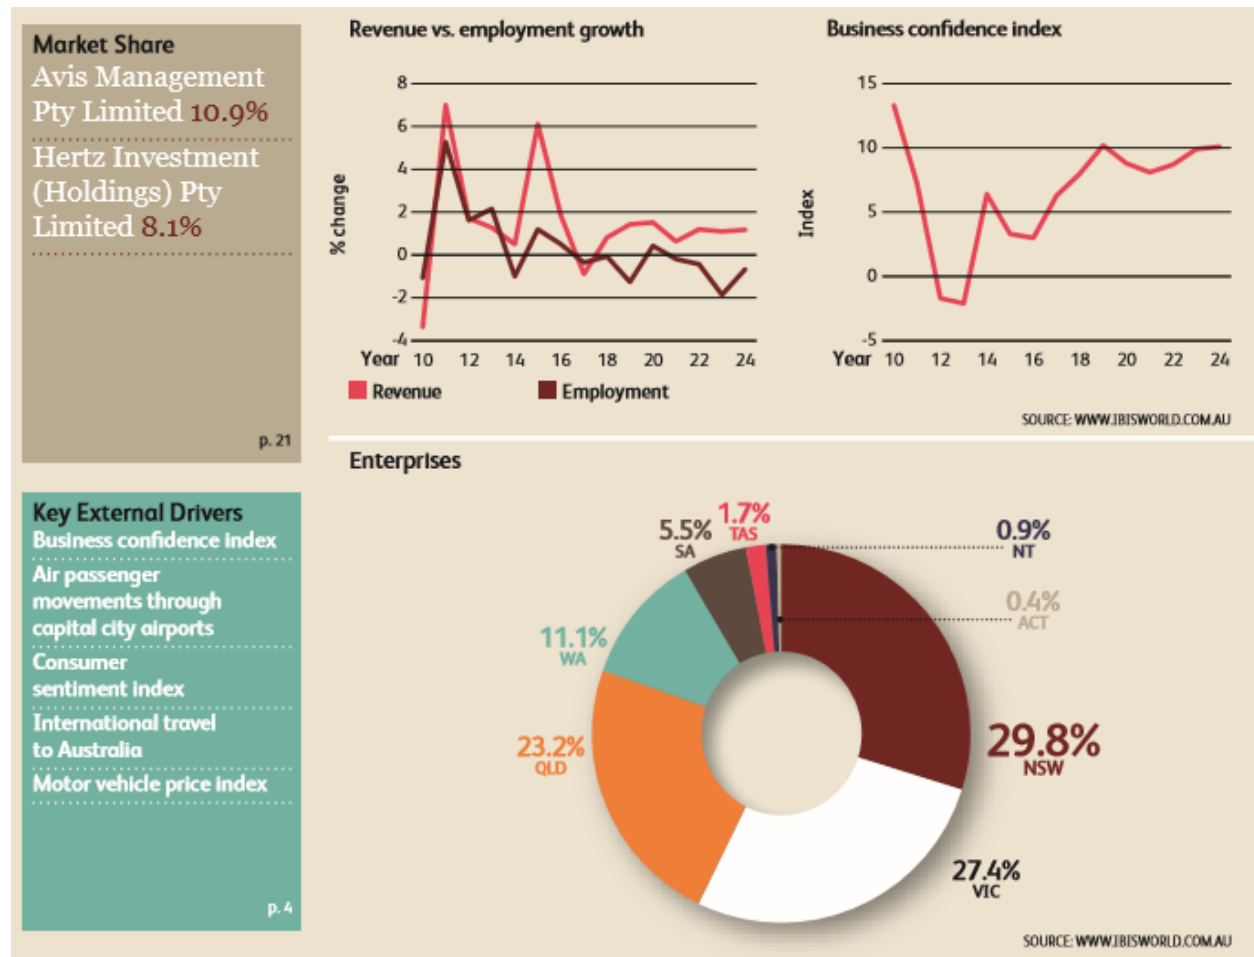 Market Share
Avis Management
Pty Limited 10.9%
Hertz Investment
(Holdings) Pty
Limited 8.1%
p. 21
Key External Drivers
Business confidence index
Air passenger
movements through
capital city airports
Consumer
sentiment index
International travel
to Australia
Motor vehicle price index
p. 4
Revenue vs. employment growth
% change
8
6
4
2
0
-2
-4
Year 10 12 14 16 18 20 22 24
Revenue Employment
Business confidence index
Index
15
10
5
0
-5
Year 10 12 14 16 18 20 22 24
SOURCE: WWW.IBISWORLD.COM.AU
Enterprises
1.7%
TAS
5.5%
SA
0.9%
NT
0.4%
ACT
11.1%
WA
23.2%
QLD
29.8%
NSW
27.4%
VIC
SOURCE: WWW.IBISWORLD.COM.AU